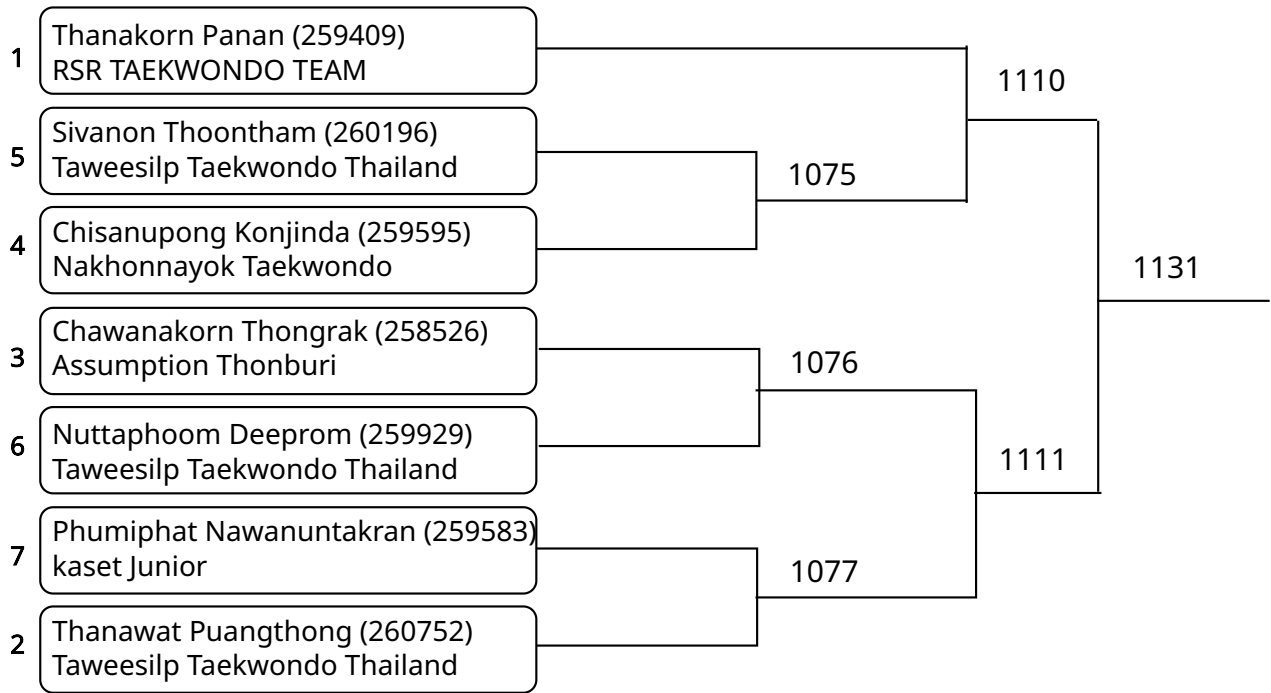 1
Thanakorn Panan (259409)
RSR TAEKWONDO TEAM
1110
5
Sivanon Thoontham (260196)
Taweesilp Taekwondo Thailand
1075
4
Chisanupong Konjinda (259595)
Nakhonnayok Taekwondo
1131
3
Chawanakorn Thongrak (258526)
Assumption Thonburi
1076
6
Nuttaphoom Deeprom (259929)
Taweesilp Taekwondo Thailand
1111
7
Phumiphat Nawanuntakran (259583)
kaset Junior
1077
2
Thanawat Puangthong (260752)
Taweesilp Taekwondo Thailand